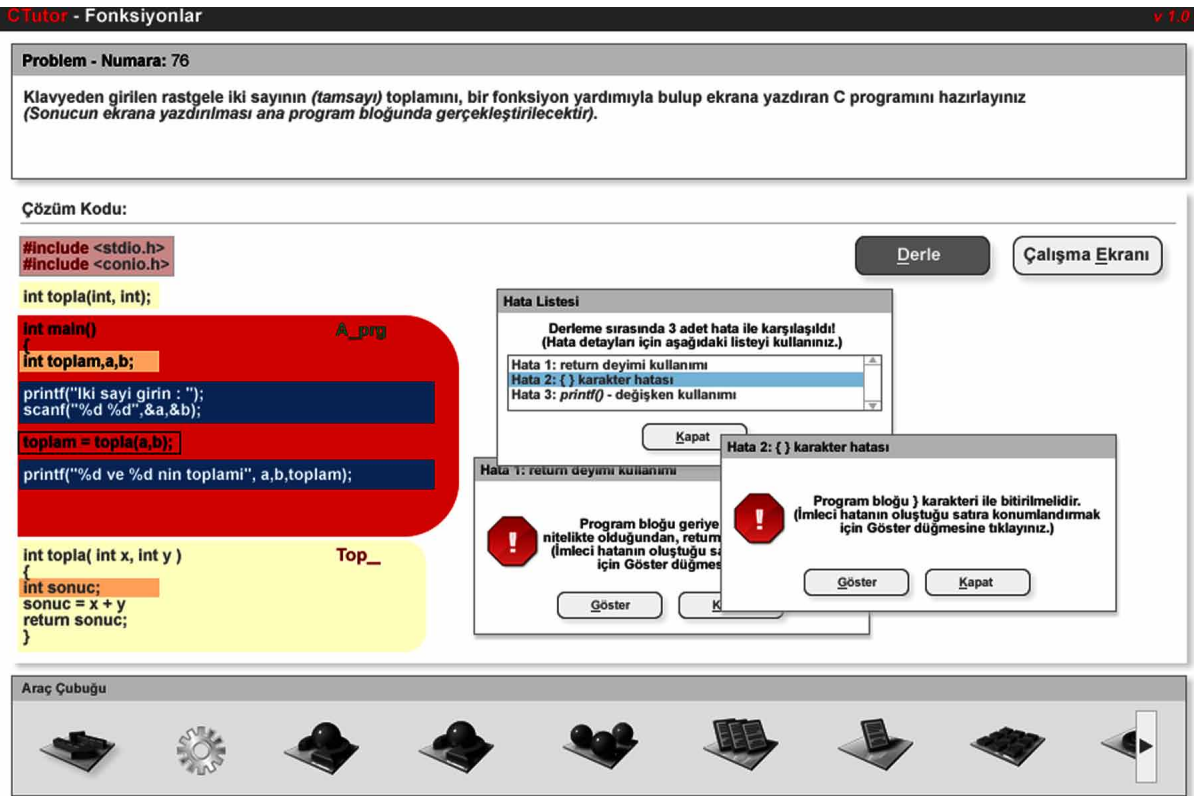 CTutor - Fonksiyonlar
v 1.0
Problem - Numara: 76
Klavyeden girilen rastgele iki sayının (tamsayı) toplamını, bir fonksiyon yardımıyla bulup ekrana yazdıran C programını hazırlayınız
(Sonucun ekrana yazdırılması ana program bloğunda gerçekleştirilecektir).
Çözüm Kodu:
#include <stdio.h>
#include <conio.h>
Derle
Çalışma Ekranı
int topla(int, int);
int main()
A_prg
{
int toplam,a,b;
printf("Iki sayi girin : ");
scanf("%d %d",&a,&b);
toplam = topla(a,b);
printf("%d ve %d nin toplami", a,b,toplam);
int topla( int x, int y )
Top_
{
int sonuc;
sonuc = x + y
return sonuc;
}
Hata Listesi
Derleme sırasında 3 adet hata ile karşılaşıldı!
(Hata detayları için aşağıdaki listeyi kullanınız.)
Hata 1: return deyimi kullanımı
Hata 2: { } karakter hatası
Hata 3: printf() - değişken kullanımı
Kapat
Hata 1: return deyimi kullanımı
Program bloğu geriye
nitelikte olduğundan, return
(İmleci hatanın oluştuğu sa
için Göster düğmes
Göster
K
Hata 2: { } karakter hatası
Program bloğu } karakteri ile bitirilmelidir.
(İmleci hatanın oluştuğu satıra konumlandırmak
için Göster düğmesine tıklayınız.)
Göster
Kapat
Araç Çubuğu